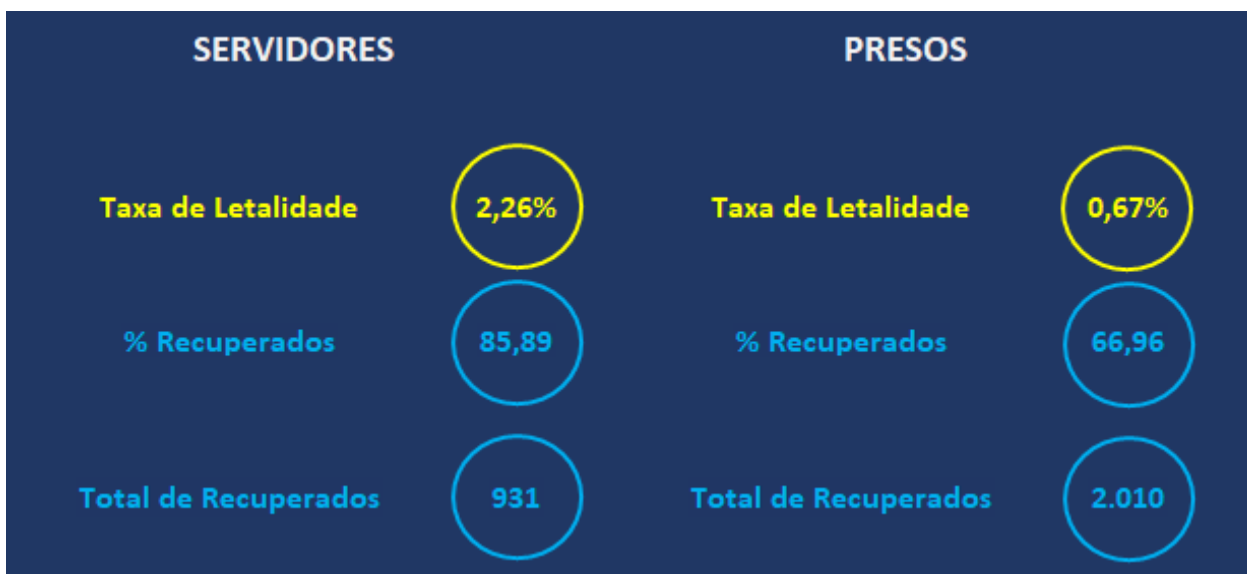 SERVIDORES
PRESOS
Taxa de Letalidade 2,26% Taxa de Letalidade 0,67%
% Recuperados 85,89 % Recuperados 66,96
Total de Recuperados 931 Total de Recuperados 2.010